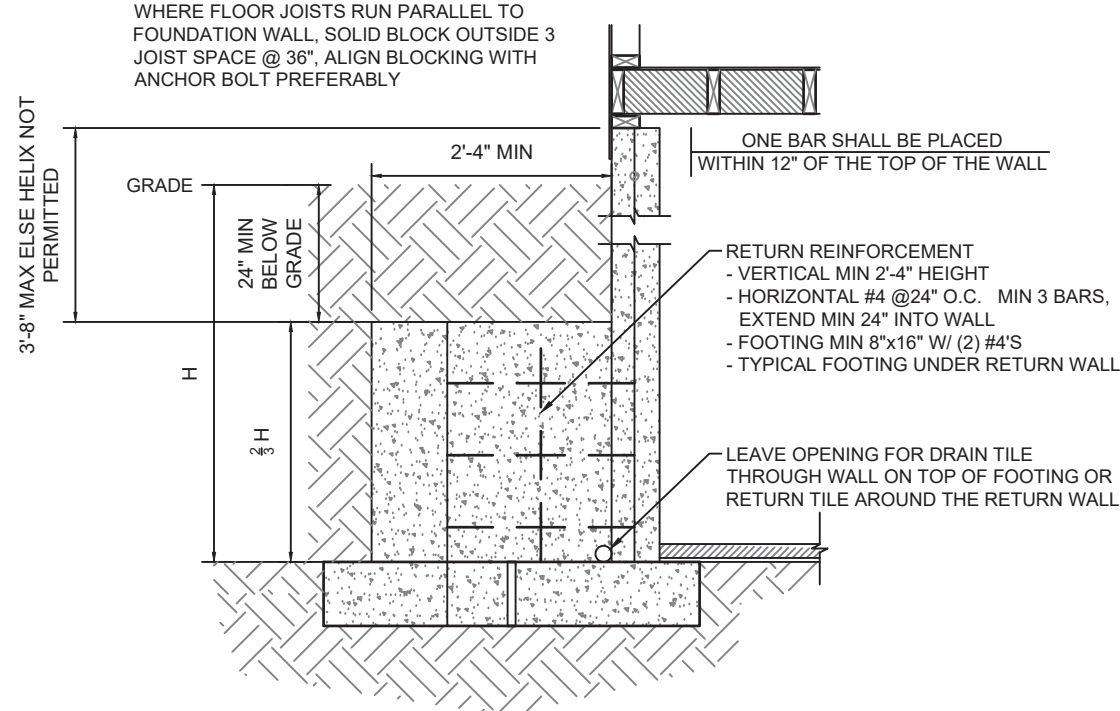 WHERE FLOOR JOISTS RUN PARALLEL TO
FOUNDATION WALL, SOLID BLOCK OUTSIDE 3
JOIST SPACE @ 36", ALIGN BLOCKING WITH
ANCHOR BOLT PREFERABLY
3'-8" MAX ELSE HELIX NOT
PERMITTED
GRADE
2'-4" MIN
24" MIN
BELOW
GRADE
H
2/3 H
ONE BAR SHALL BE PLACED
WITHIN 12" OF THE TOP OF THE WALL
RETURN REINFORCEMENT
- VERTICAL MIN 2'-4" HEIGHT
- HORIZONTAL #4 @24" O.C. MIN 3 BARS,
EXTEND MIN 24" INTO WALL
- FOOTING MIN 8"x16" W/ (2) #4'S
- TYPICAL FOOTING UNDER RETURN WALL
LEAVE OPENING FOR DRAIN TILE
THROUGH WALL ON TOP OF FOOTING OR
RETURN TILE AROUND THE RETURN WALL